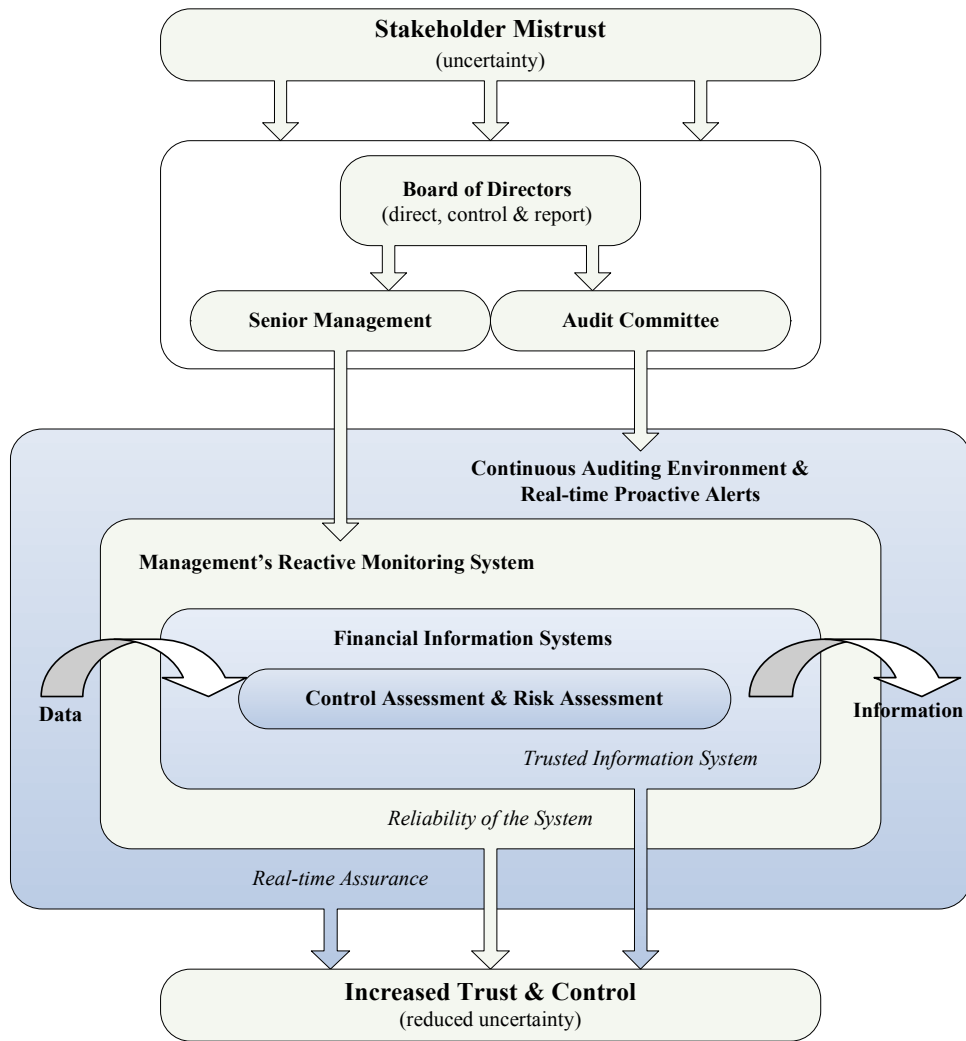 Stakeholder Mistrust
(uncertainty)
Board of Directors
(direct, control & report)
Senior Management
Audit Committee
Continuous Auditing Environment &
Real-time Proactive Alerts
Management’s Reactive Monitoring System
Financial Information Systems
Control Assessment & Risk Assessment
Data
Information
Trusted Information System
Reliability of the System
Real-time Assurance
Increased Trust & Control
(reduced uncertainty)